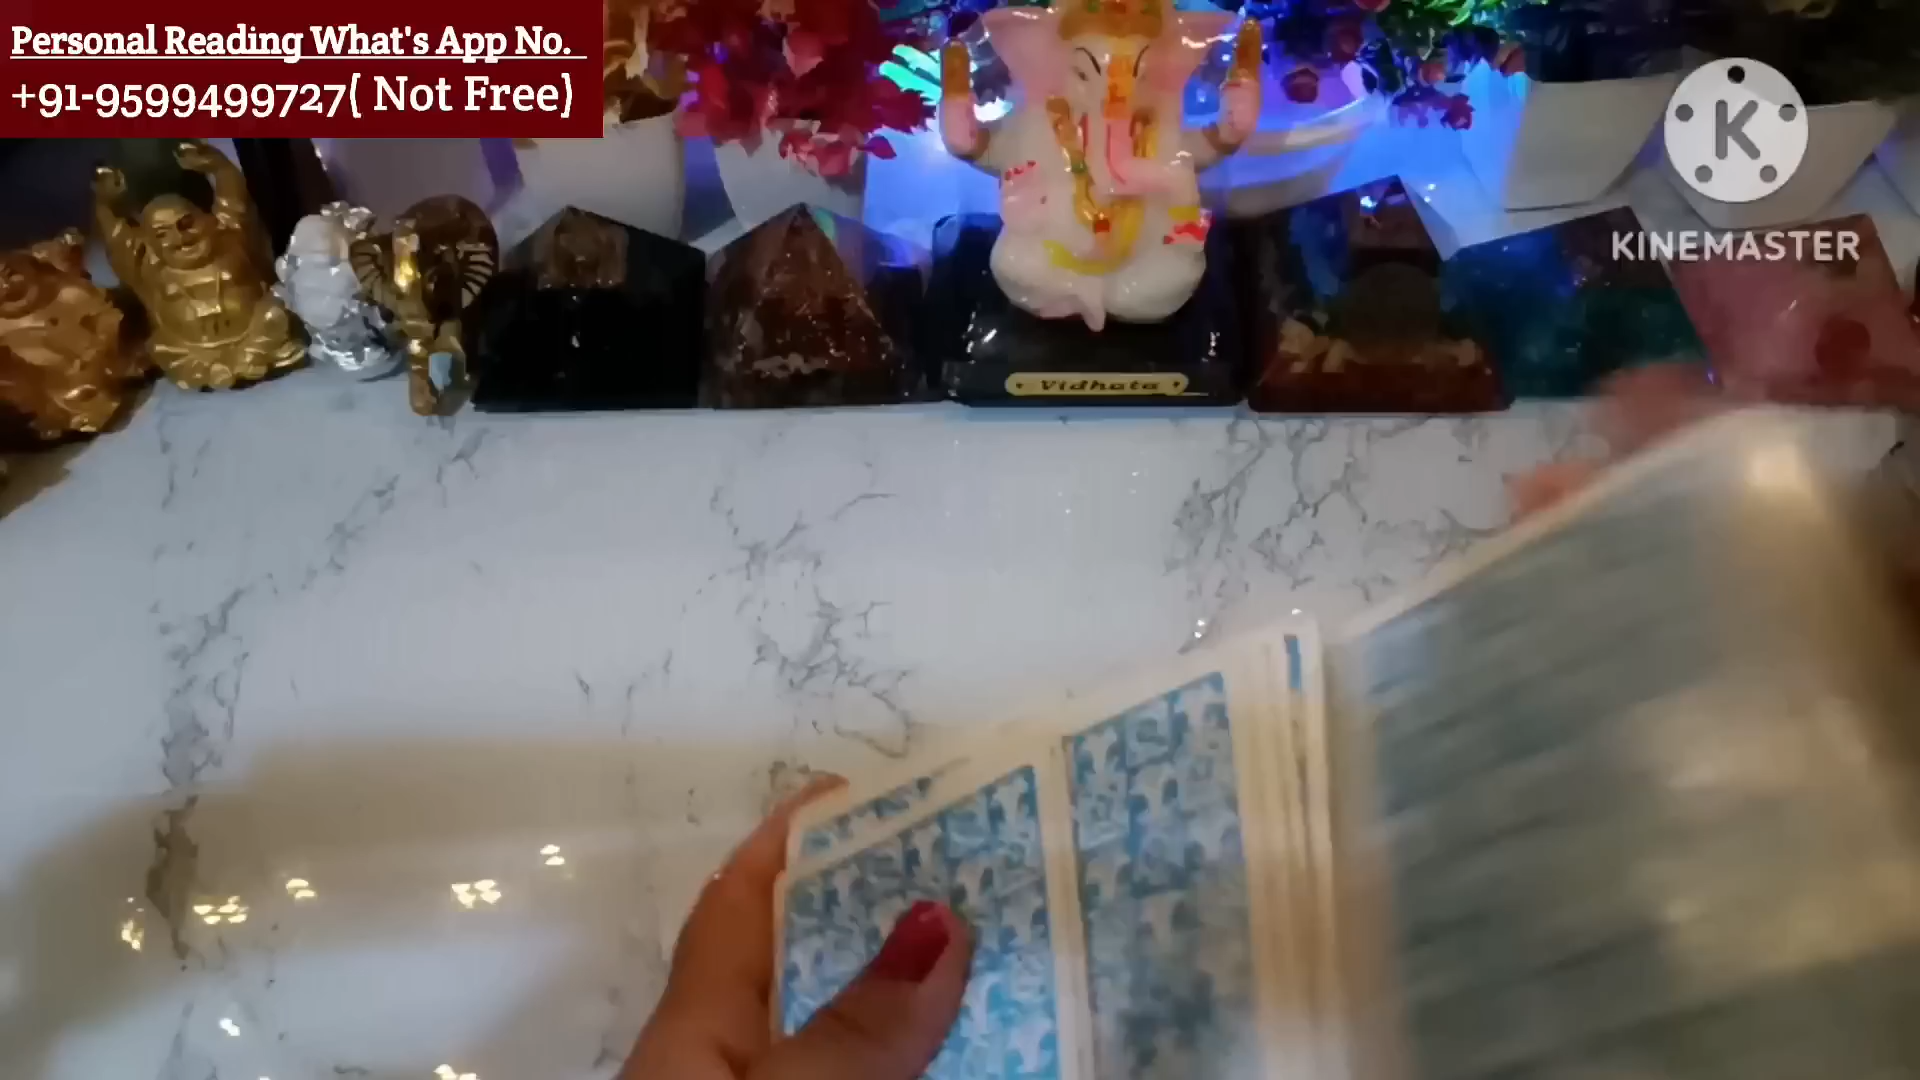 Personal Reading What's App No.
+91-9599499727( Not Free)
K
KINEMASTER
Vidhata